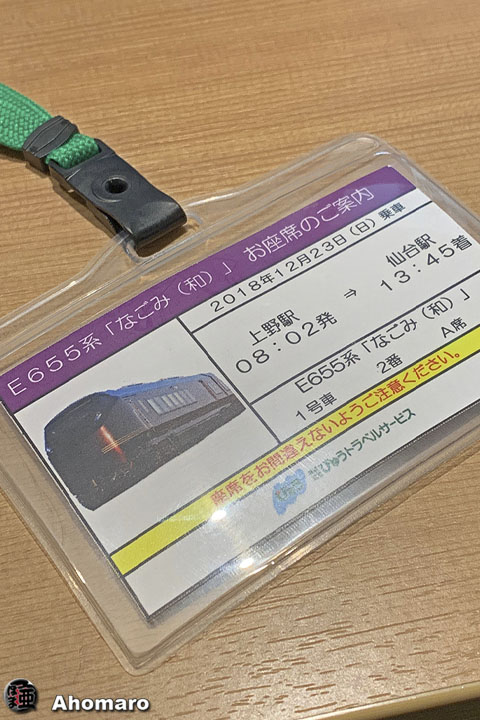 E655系「なごみ(和)」 お座席のご案内
2018年12月23日(日)乗車
上野駅 ⇒ 仙台駅
08:02発 13:45着
E655系「なごみ(和)」
1号車 2番 A席
座席をお間違えないようご注意ください。
株式会社びゅうトラベルサービス
Ahomaro